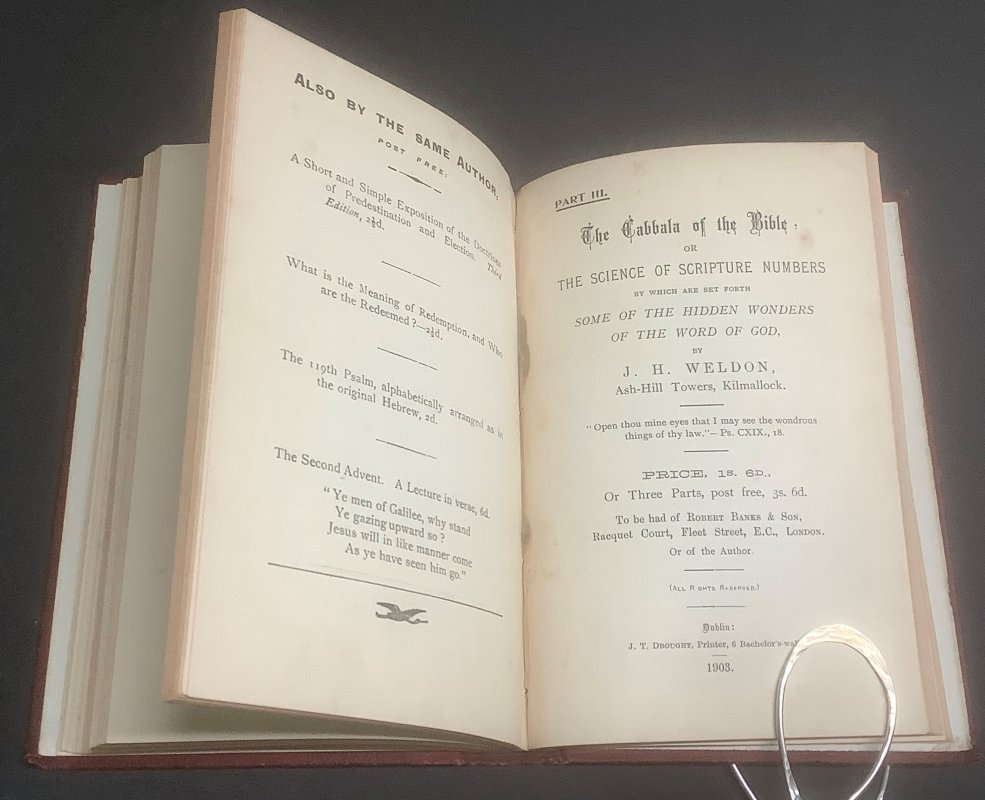 ALSO BY THE SAME AUTHOR,
POST FREE.
A Short and Simple Exposition of the Doctrines
of Predestination and Election. Third
Edition, 2½d.
What is the Meaning of Redemption, and Who
are the Redeemed ?—2½d.
The 119th Psalm, alphabetically arranged as in
the original Hebrew, 2d.
The Second Advent. A Lecture in verse, 6d.
"Ye men of Galilee, why stand
Ye gazing upward so ?
Jesus will in like manner come
As ye have seen him go."
PART III.
The Cabbala of the Bible,
OR
THE SCIENCE OF SCRIPTURE NUMBERS
BY WHICH ARE SET FORTH
SOME OF THE HIDDEN WONDERS
OF THE WORD OF GOD,
BY
J. H. WELDON,
Ash-Hill Towers, Kilmallock.
"Open thou mine eyes that I may see the wondrous
things of thy law."—Ps. CXIX., 18.
PRICE, 1s. 6D.,
Or Three Parts, post free, 3s. 6d.
To be had of ROBERT BANKS & SON,
Racquet Court, Fleet Street, E.C., LONDON.
Or of the Author.
(ALL RIGHTS RESERVED.)
Dublin:
J. T. DROUGHT, Printer, 6 Bachelor's-wal
1903.